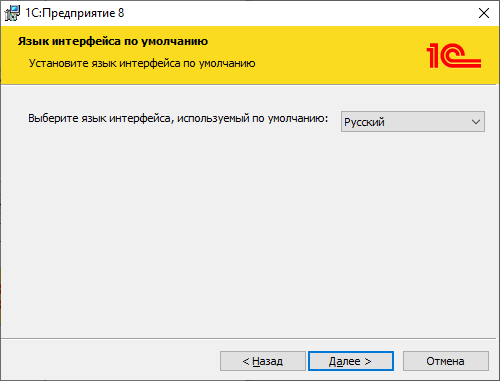 1С:Предприятие 8
Язык интерфейса по умолчанию
Установите язык интерфейса по умолчанию
1С
Выберите язык интерфейса, используемый по умолчанию:
Русский
< Назад
Далее >
Отмена